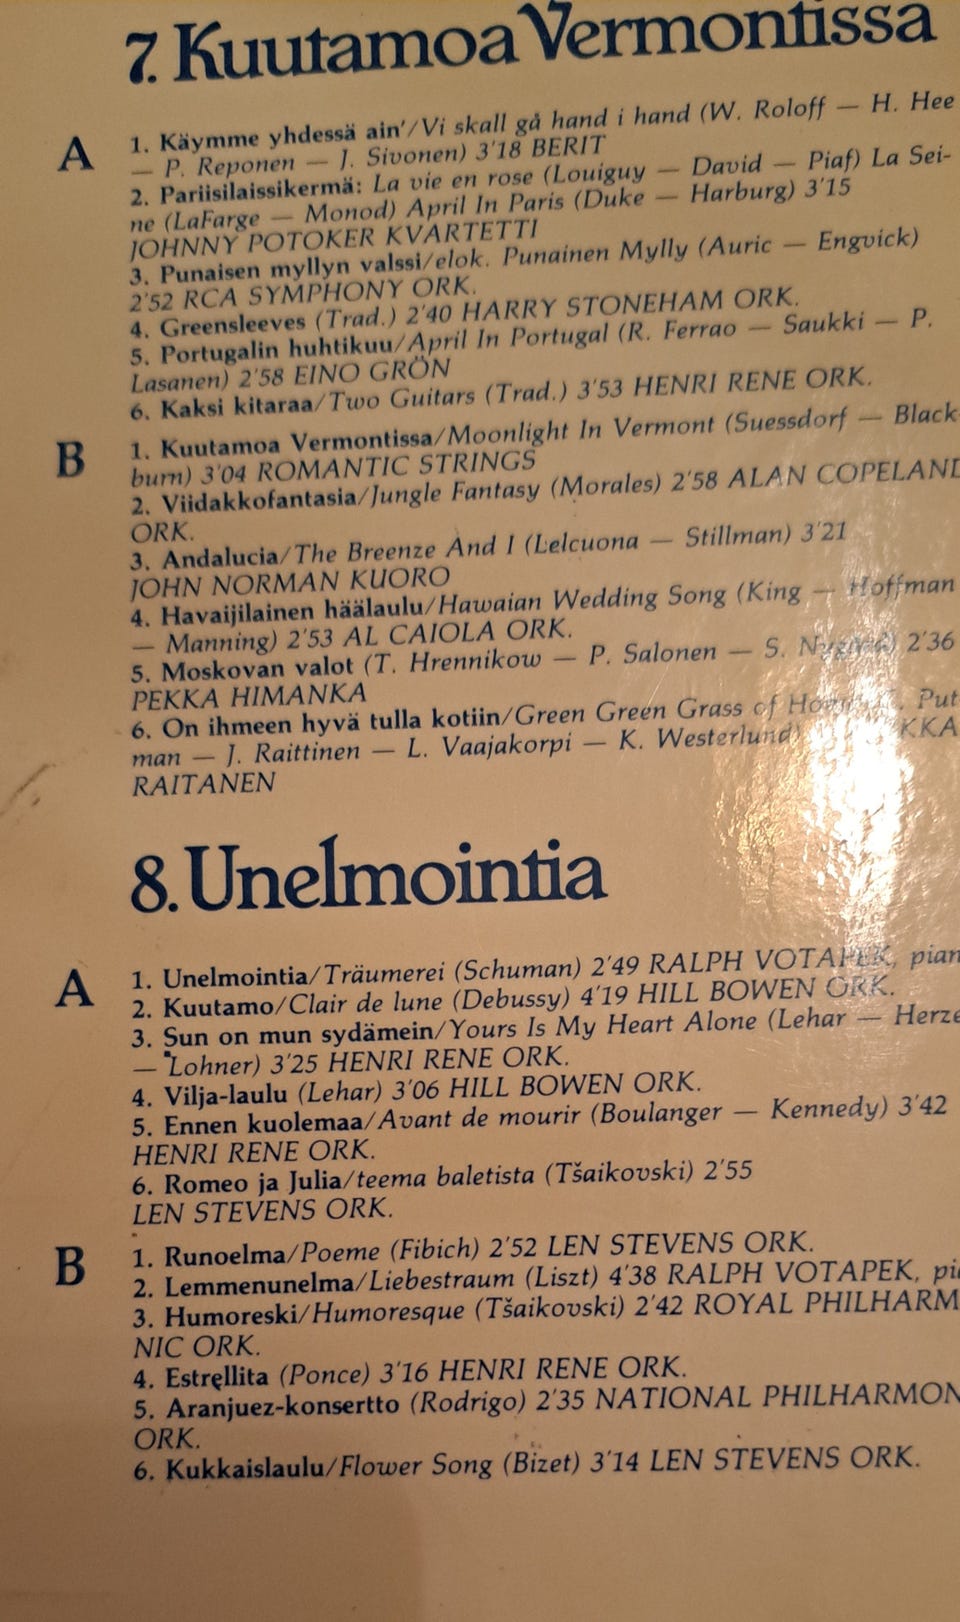 7. Kuutamoa Vermontissa
A
1. Käymme yhdessä ain'/Vi skall gå hand i hand (W. Roloff — H. Hee
— P. Reponen — J. Sivonen) 3'18 BERIT
2. Pariisilaissikermä: La vie en rose (Louiguy — David — Piaf) La Sei-
ne (LaFarge — Monod) April In Paris (Duke — Harburg) 3'15
JOHNNY POTOKER KVARTETTI
3. Punaisen myllyn valssi/elok. Punainen Mylly (Auric — Engvick)
2'52 RCA SYMPHONY ORK.
4. Greensleeves (Trad.) 2'40 HARRY STONEHAM ORK.
5. Portugalin huhtikuu/April In Portugal (R. Ferrao — Saukki — P.
Lasanen) 2'58 EINO GRÖN
6. Kaksi kitaraa/Two Guitars (Trad.) 3'53 HENRI RENE ORK.
B
1. Kuutamoa Vermontissa/Moonlight In Vermont (Suessdorf — Black-
burn) 3'04 ROMANTIC STRINGS
2. Viidakkofantasia/Jungle Fantasy (Morales) 2'58 ALAN COPELAND
ORK.
3. Andalucia/The Breenze And I (Lelcuona — Stillman) 3'21
JOHN NORMAN KUORO
4. Havaijilainen häälaulu/Hawaian Wedding Song (King — Hoffman
— Manning) 2'53 AL CAIOLA ORK.
5. Moskovan valot (T. Hrennikow — P. Salonen — S. 2'36
PEKKA HIMANKA
6. On ihmeen hyvä tulla kotiin/Green Green Grass of Put
man — J. Raittinen — L. Vaajakorpi — K. Westerlund) KKA
RAITANEN
8. Unelmointia
A
1. Unelmointia/Träumerei (Schuman) 2'49 RALPH VOTAPEK, pian
2. Kuutamo/Clair de lune (Debussy) 4'19 HILL BOWEN ORK.
3. Sun on mun sydämein/Yours Is My Heart Alone (Lehar — Herze
— Lohner) 3'25 HENRI RENE ORK.
4. Vilja-laulu (Lehar) 3'06 HILL BOWEN ORK.
5. Ennen kuolemaa/Avant de mourir (Boulanger — Kennedy) 3'42
HENRI RENE ORK.
6. Romeo ja Julia/teema baletista (Tšaikovski) 2'55
LEN STEVENS ORK.
B
1. Runoelma/Poeme (Fibich) 2'52 LEN STEVENS ORK.
2. Lemmenunelma/Liebestraum (Liszt) 4'38 RALPH VOTAPEK, pi
3. Humoreski/Humoresque (Tšaikovski) 2'42 ROYAL PHILHARM
NIC ORK.
4. Estrellita (Ponce) 3'16 HENRI RENE ORK.
5. Aranjuez-konsertto (Rodrigo) 2'35 NATIONAL PHILHARMON
ORK.
6. Kukkaislaulu/Flower Song (Bizet) 3'14 LEN STEVENS ORK.